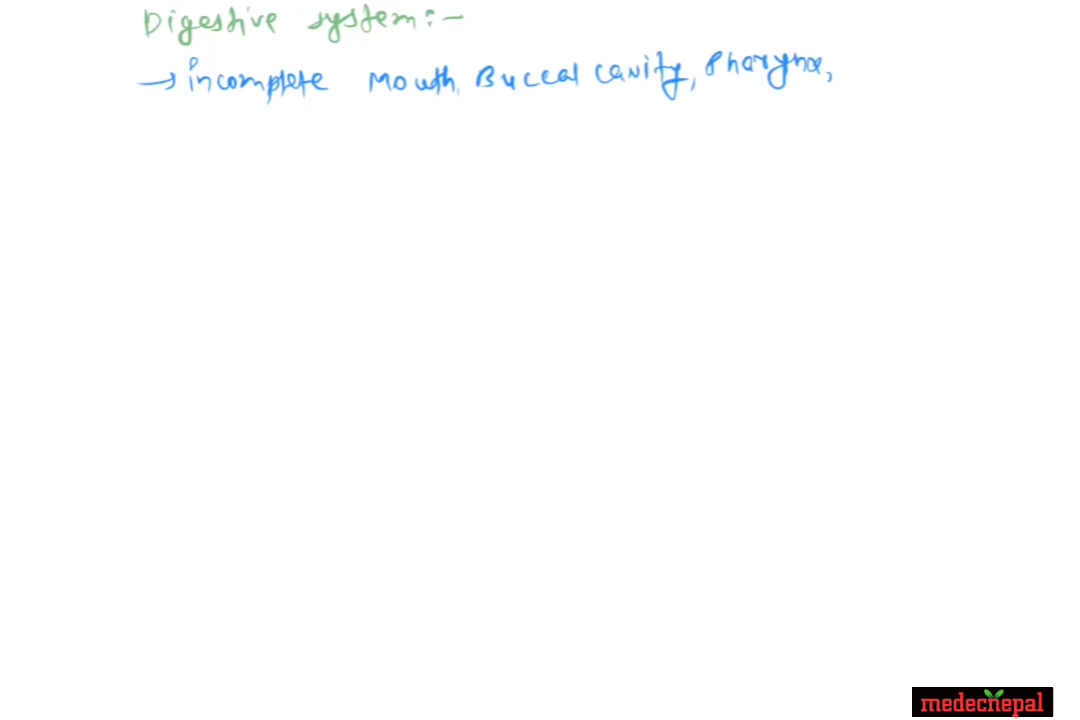 Digestive system:-
→ incomplete Mouth, Buccal cavity, Pharynx,
medecnepal